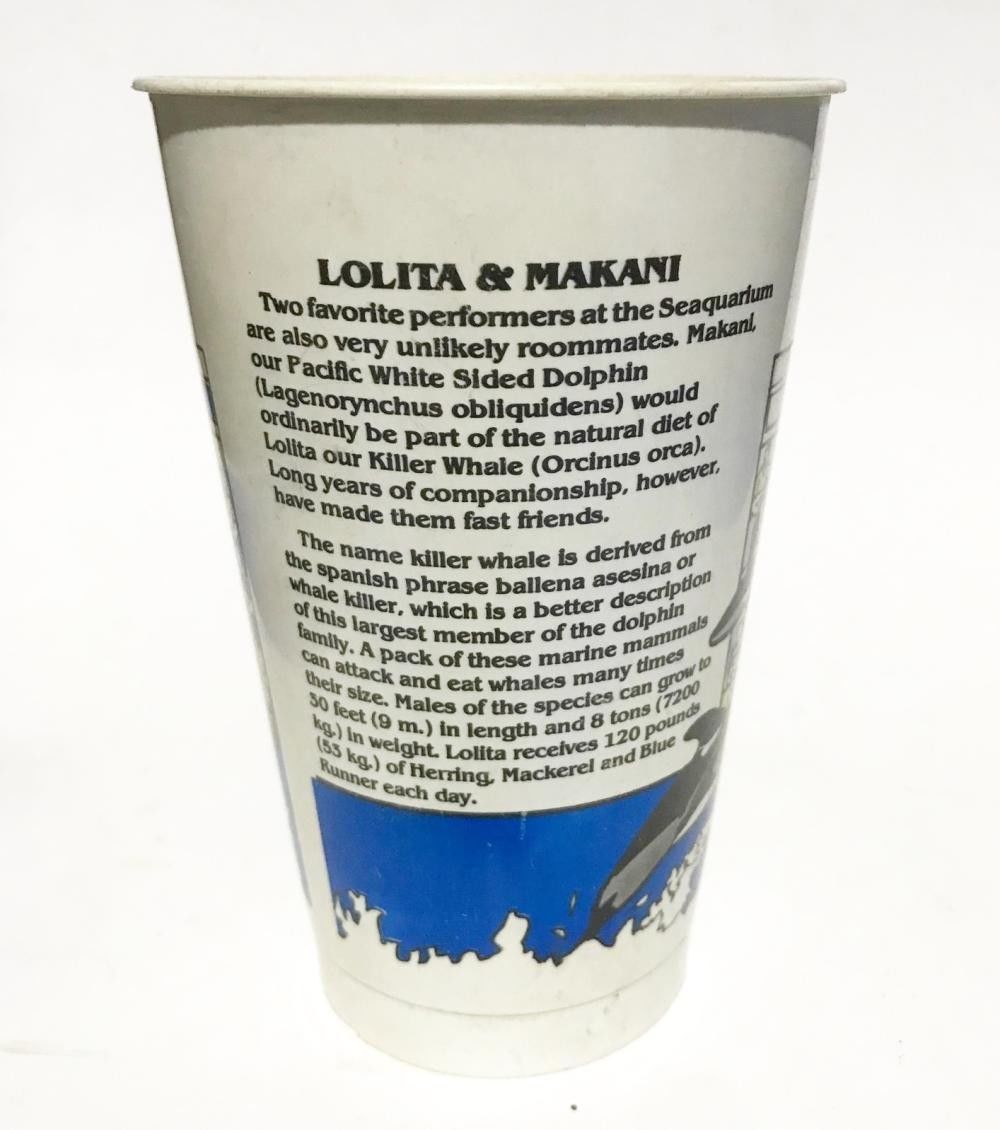 LOLITA & MAKANI
Two favorite performers at the Seaquarium
are also very unlikely roommates. Makani,
our Pacific White Sided Dolphin
(Lagenorynchus obliquidens) would
ordinarily be part of the natural diet of
Lolita our Killer Whale (Orcinus orca).
Long years of companionship, however,
have made them fast friends.
The name killer whale is derived from
the spanish phrase ballena asesina or
whale killer, which is a better description
of this largest member of the dolphin
family. A pack of these marine mammals
can attack and eat whales many times
their size. Males of the species can grow to
30 feet (9 m.) in length and 8 tons (7200
kg.) in weight. Lolita receives 120 pounds
(55 kg.) of Herring, Mackerel and Blue
Runner each day.